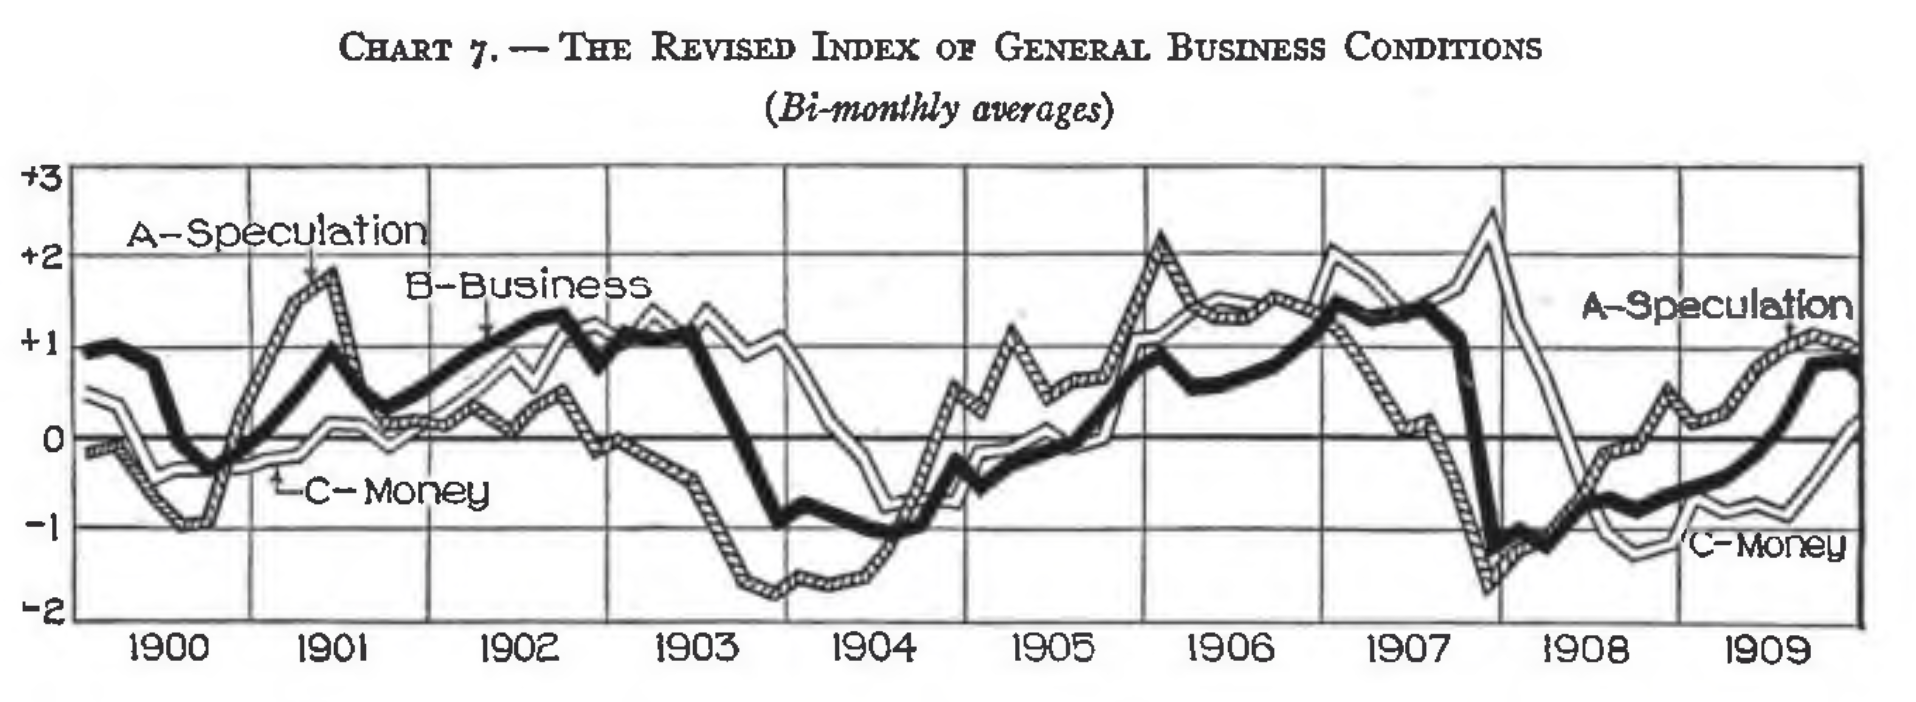 CHART 7. — THE REVISED INDEX OF GENERAL BUSINESS CONDITIONS
(Bi-monthly averages)
+3
A-Speculation
+2
B-Business
A-Speculation
+1
0
C-Money
-1
C-Money
-2
1900 1901 1902 1903 1904 1905 1906 1907 1908 1909